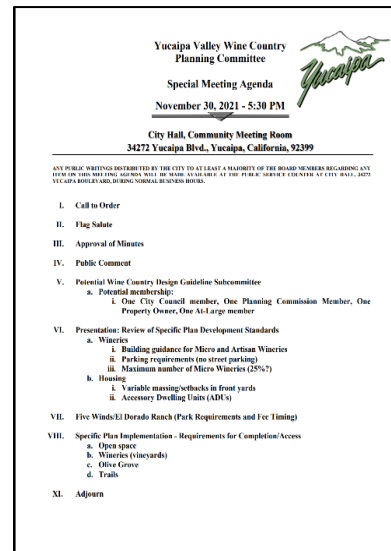 Yucaipa Valley Wine Country
Planning Committee
Yucaipa
Special Meeting Agenda
November 30, 2021 - 5:30 PM
City Hall, Community Meeting Room
34272 Yucaipa Blvd., Yucaipa, California, 92399
ANY PUBLIC WRITINGS DISTRIBUTED BY THE CITY TO AT LEAST A MAJORITY OF THE BOARD MEMBERS REGARDING ANY
ITEM ON THIS MEETING AGENDA WILL BE MADE AVAILABLE AT THE PUBLIC SERVICE COUNTER AT CITY HALL, 34272
YUCAIPA BOULEVARD, DURING NORMAL BUSINESS HOURS.
I. Call to Order
II. Flag Salute
III. Approval of Minutes
IV. Public Comment
V. Potential Wine Country Design Guideline Subcommittee
a. Potential membership:
i. One City Council member, One Planning Commission Member, One
Property Owner, One At-Large member
VI. Presentation: Review of Specific Plan Development Standards
a. Wineries
i. Building guidance for Micro and Artisan Wineries
ii. Parking requirements (no street parking)
iii. Maximum number of Micro Wineries (25%?)
b. Housing
i. Variable massing/setbacks in front yards
ii. Accessory Dwelling Units (ADUs)
VII. Five Winds/El Dorado Ranch (Park Requirements and Fee Timing)
VIII. Specific Plan Implementation - Requirements for Completion/Access
a. Open space
b. Wineries (vineyards)
c. Olive Grove
d. Trails
XI. Adjourn